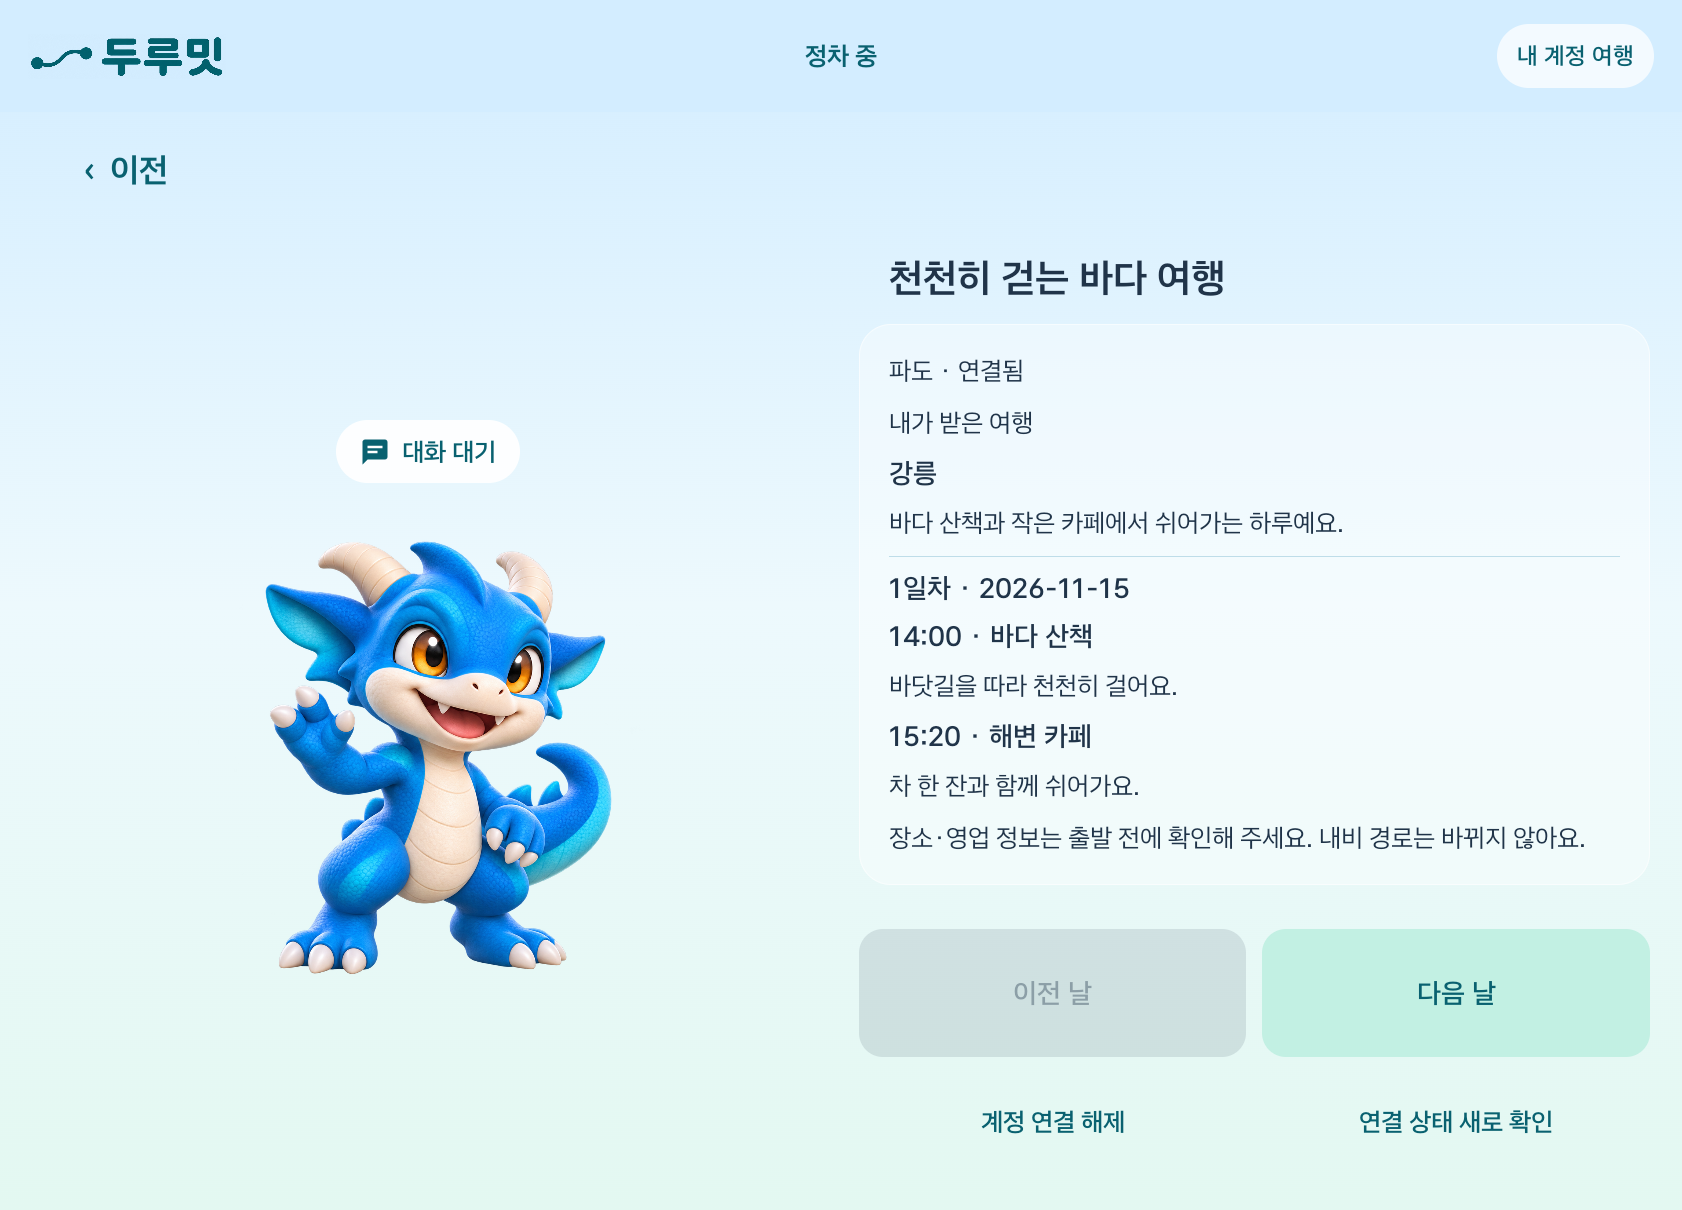 두루밋
정차 중
내 계정 여행
‹ 이전
천천히 걷는 바다 여행
파도 · 연결됨
내가 받은 여행
강릉
바다 산책과 작은 카페에서 쉬어가는 하루예요.
대화 대기
1일차 · 2026-11-15
14:00 · 바다 산책
바닷길을 따라 천천히 걸어요.
15:20 · 해변 카페
차 한 잔과 함께 쉬어가요.
장소·영업 정보는 출발 전에 확인해 주세요. 내비 경로는 바뀌지 않아요.
이전 날
다음 날
계정 연결 해제
연결 상태 새로 확인